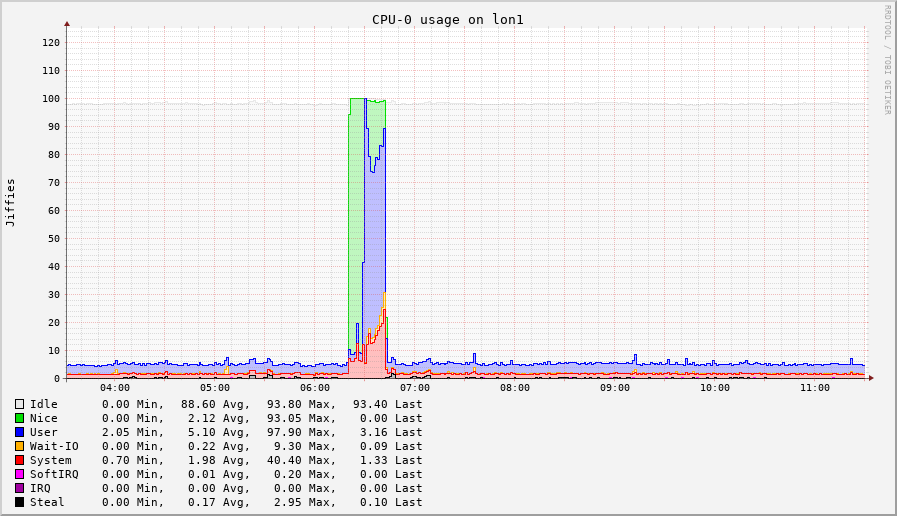 CPU-0 usage on lon1
RRDTOOL / TOBI OETIKER
Jiffies
120
110
100
90
80
70
60
50
40
30
20
10
0
04:00 05:00 06:00 07:00 08:00 09:00 10:00 11:00
Idle 0.00 Min, 88.60 Avg, 93.80 Max, 93.40 Last
Nice 0.00 Min, 2.12 Avg, 93.05 Max, 0.00 Last
User 2.05 Min, 5.10 Avg, 97.90 Max, 3.16 Last
Wait-IO 0.00 Min, 0.22 Avg, 9.30 Max, 0.09 Last
System 0.70 Min, 1.98 Avg, 40.40 Max, 1.33 Last
SoftIRQ 0.00 Min, 0.01 Avg, 0.20 Max, 0.00 Last
IRQ 0.00 Min, 0.00 Avg, 0.00 Max, 0.00 Last
Steal 0.00 Min, 0.17 Avg, 2.95 Max, 0.10 Last